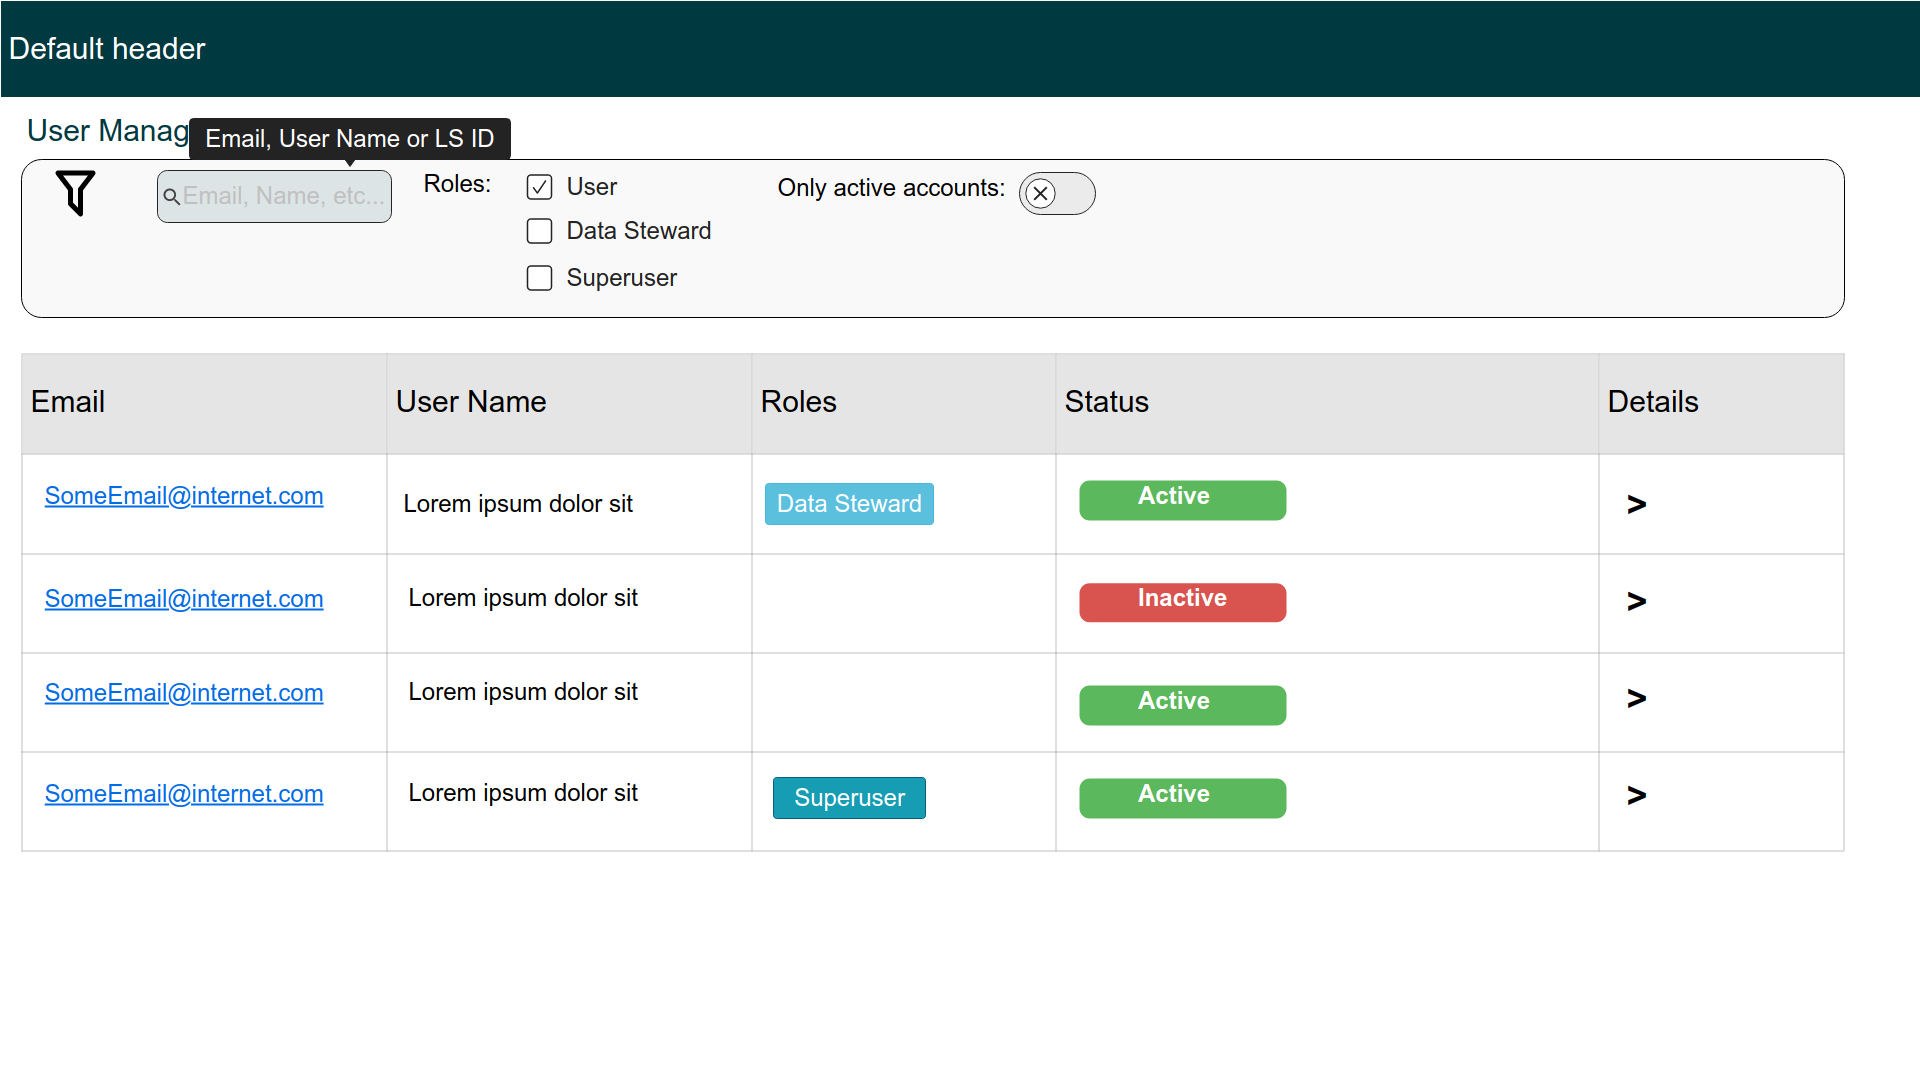 Default header
User Manag
Email, User Name or LS ID
Email, Name, etc...
Roles:
User
Data Steward
Superuser
Only active accounts:
Email User Name Roles Status Details
SomeEmail@internet.com Lorem ipsum dolor sit Data Steward Active >
SomeEmail@internet.com Lorem ipsum dolor sit Inactive >
SomeEmail@internet.com Lorem ipsum dolor sit Active >
SomeEmail@internet.com Lorem ipsum dolor sit Superuser Active >